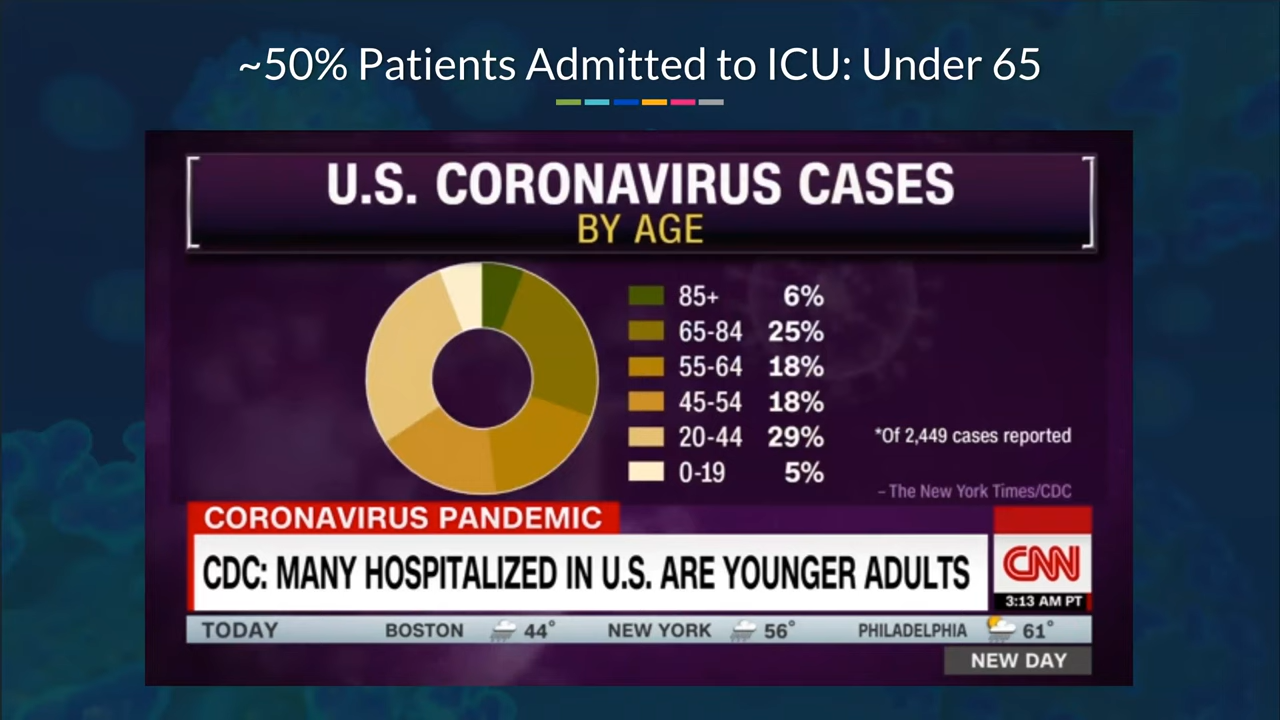 ~50% Patients Admitted to ICU: Under 65
U.S. CORONAVIRUS CASES
BY AGE
85+ 6%
65-84 25%
55-64 18%
45-54 18%
20-44 29%
0-19 5%
*Of 2,449 cases reported
– The New York Times/CDC
CORONAVIRUS PANDEMIC
CDC: MANY HOSPITALIZED IN U.S. ARE YOUNGER ADULTS
CNN
3:13 AM PT
TODAY BOSTON 44° NEW YORK 56° PHILADELPHIA 61°
NEW DAY